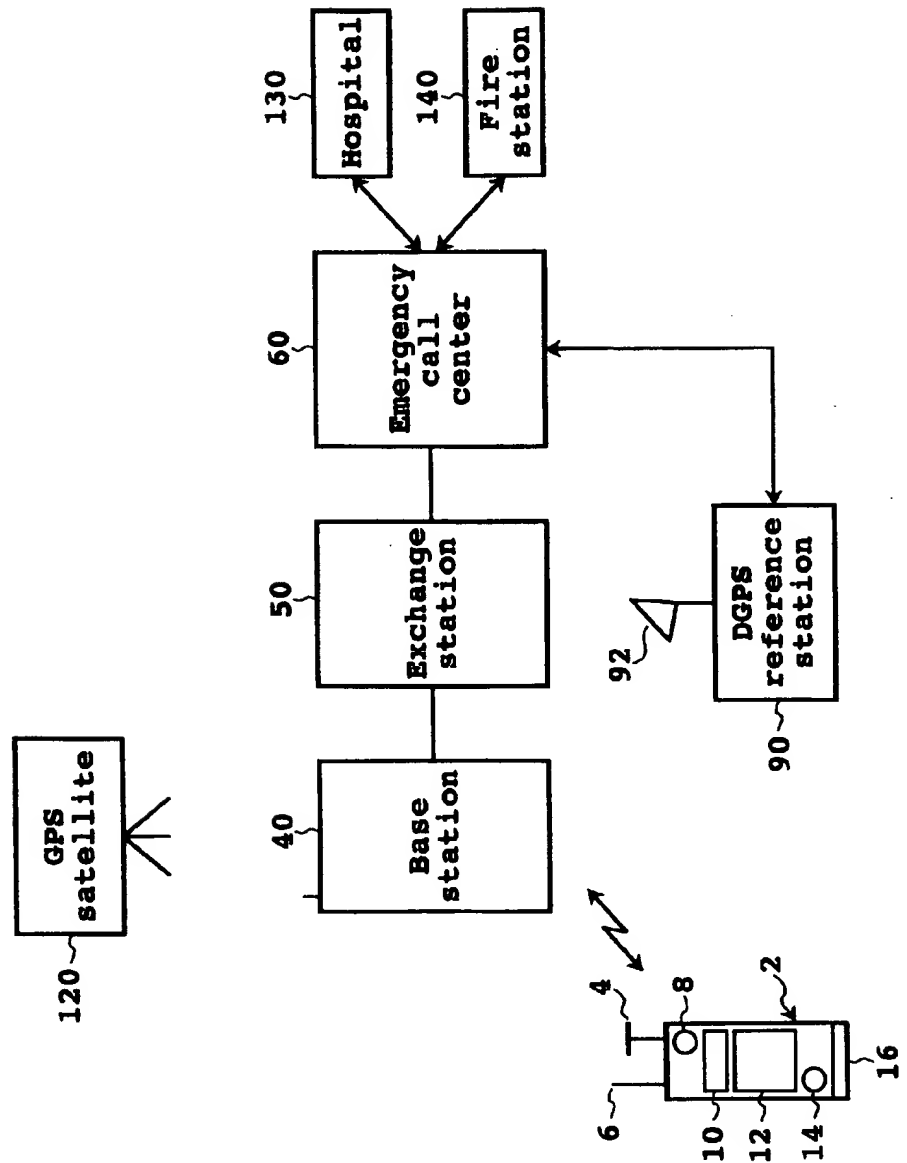 120
GPS
satellite
40
Base
station
50
Exchange
station
60
Emergency
call
center
130
Hospital
140
Fire
station
92
90
DGPS
reference
station
6
4
8
2
10
12
14
16